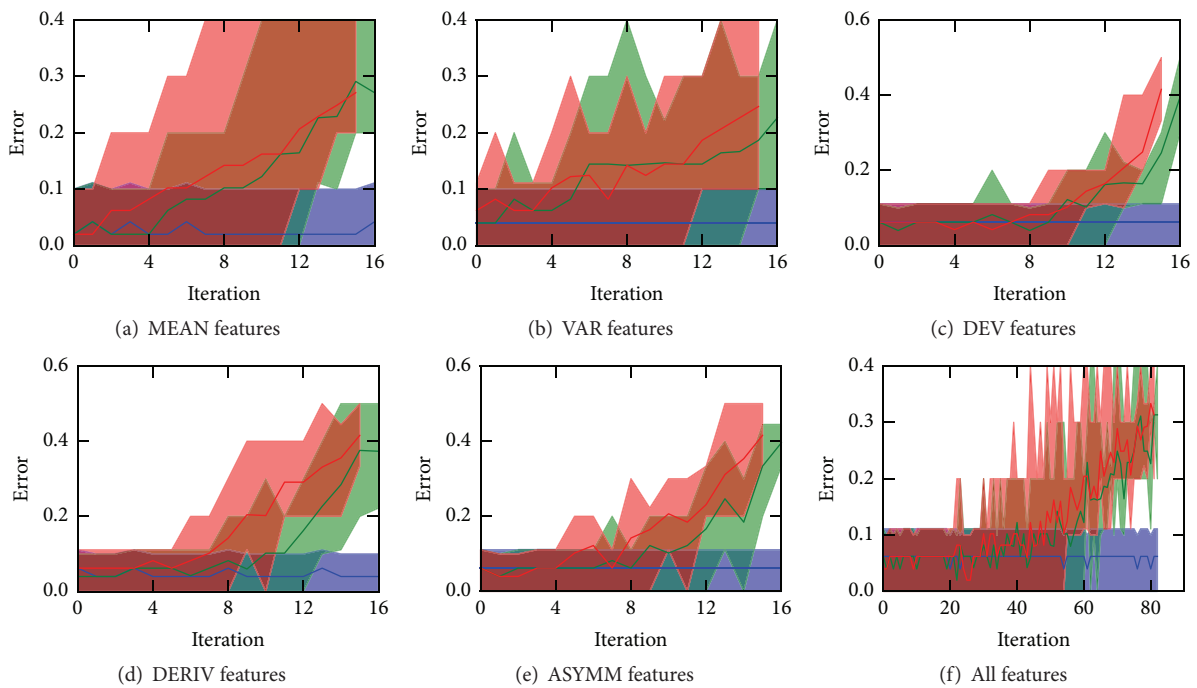 0.4
0.3
0.2
0.1
0.0
Error
0 4 8 12 16
Iteration
(a) MEAN features
0.4
0.3
0.2
0.1
0.0
Error
0 4 8 12 16
Iteration
(b) VAR features
0.6
0.4
0.2
0.0
Error
0 4 8 12 16
Iteration
(c) DEV features
0.6
0.4
0.2
0.0
Error
0 4 8 12 16
Iteration
(d) DERIV features
0.6
0.4
0.2
0.0
Error
0 4 8 12 16
Iteration
(e) ASYMM features
0.4
0.3
0.2
0.1
0.0
Error
0 20 40 60 80
Iteration
(f) All features